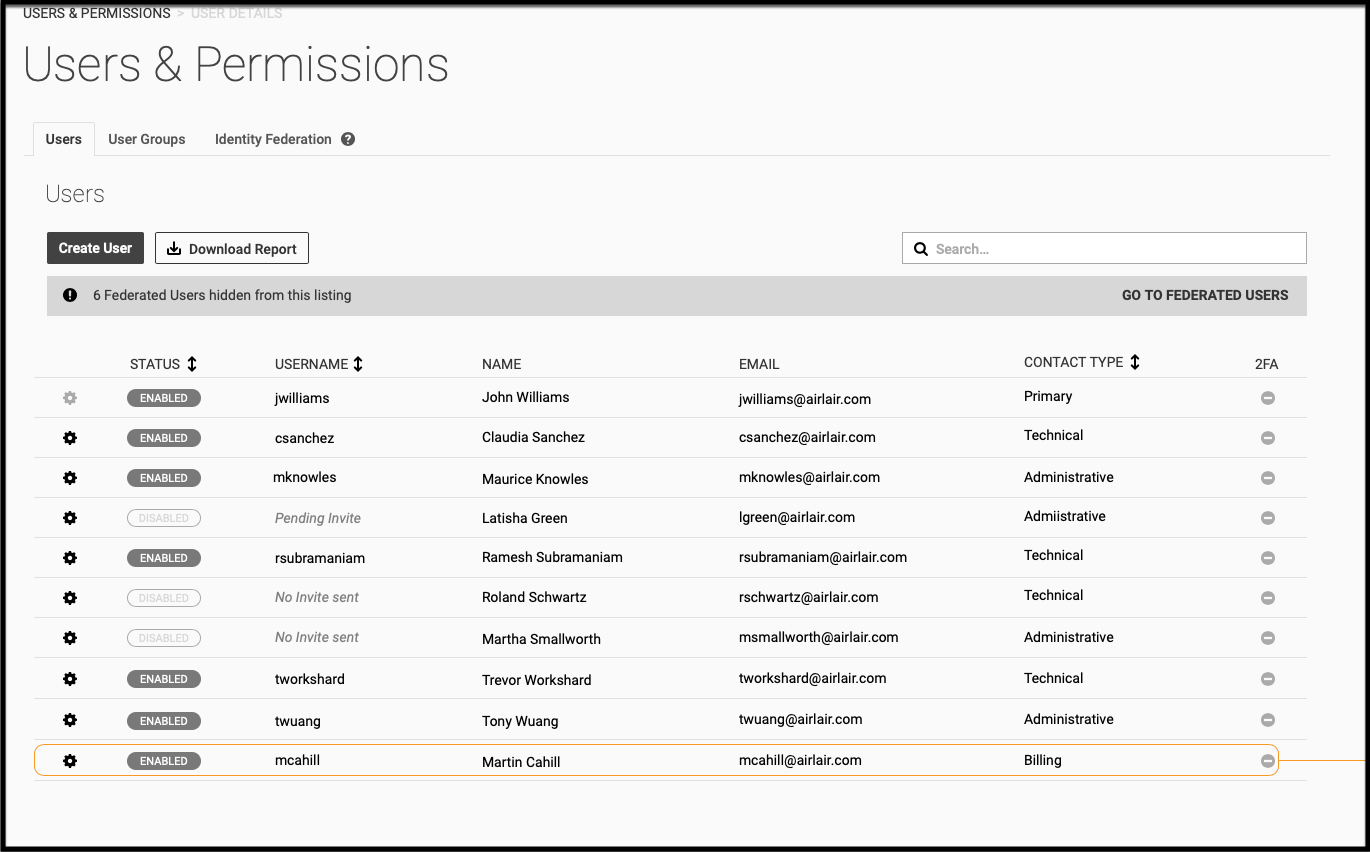 USERS & PERMISSIONS > USER DETAILS
Users & Permissions
Users User Groups Identity Federation ?
Users
Create User Download Report Search...
6 Federated Users hidden from this listing GO TO FEDERATED USERS
STATUS USERNAME NAME EMAIL CONTACT TYPE 2FA
ENABLED jwilliams John Williams jwilliams@airlair.com Primary
ENABLED csanchez Claudia Sanchez csanchez@airlair.com Technical
ENABLED mknowles Maurice Knowles mknowles@airlair.com Administrative
DISABLED Pending Invite Latisha Green lgreen@airlair.com Admiistrative
ENABLED rsubramaniam Ramesh Subramaniam rsubramaniam@airlair.com Technical
DISABLED No Invite sent Roland Schwartz rschwartz@airlair.com Technical
DISABLED No Invite sent Martha Smallworth msmallworth@airlair.com Administrative
ENABLED tworkshard Trevor Workshard tworkshard@airlair.com Technical
ENABLED twuang Tony Wuang twuang@airlair.com Administrative
ENABLED mcahill Martin Cahill mcahill@airlair.com Billing